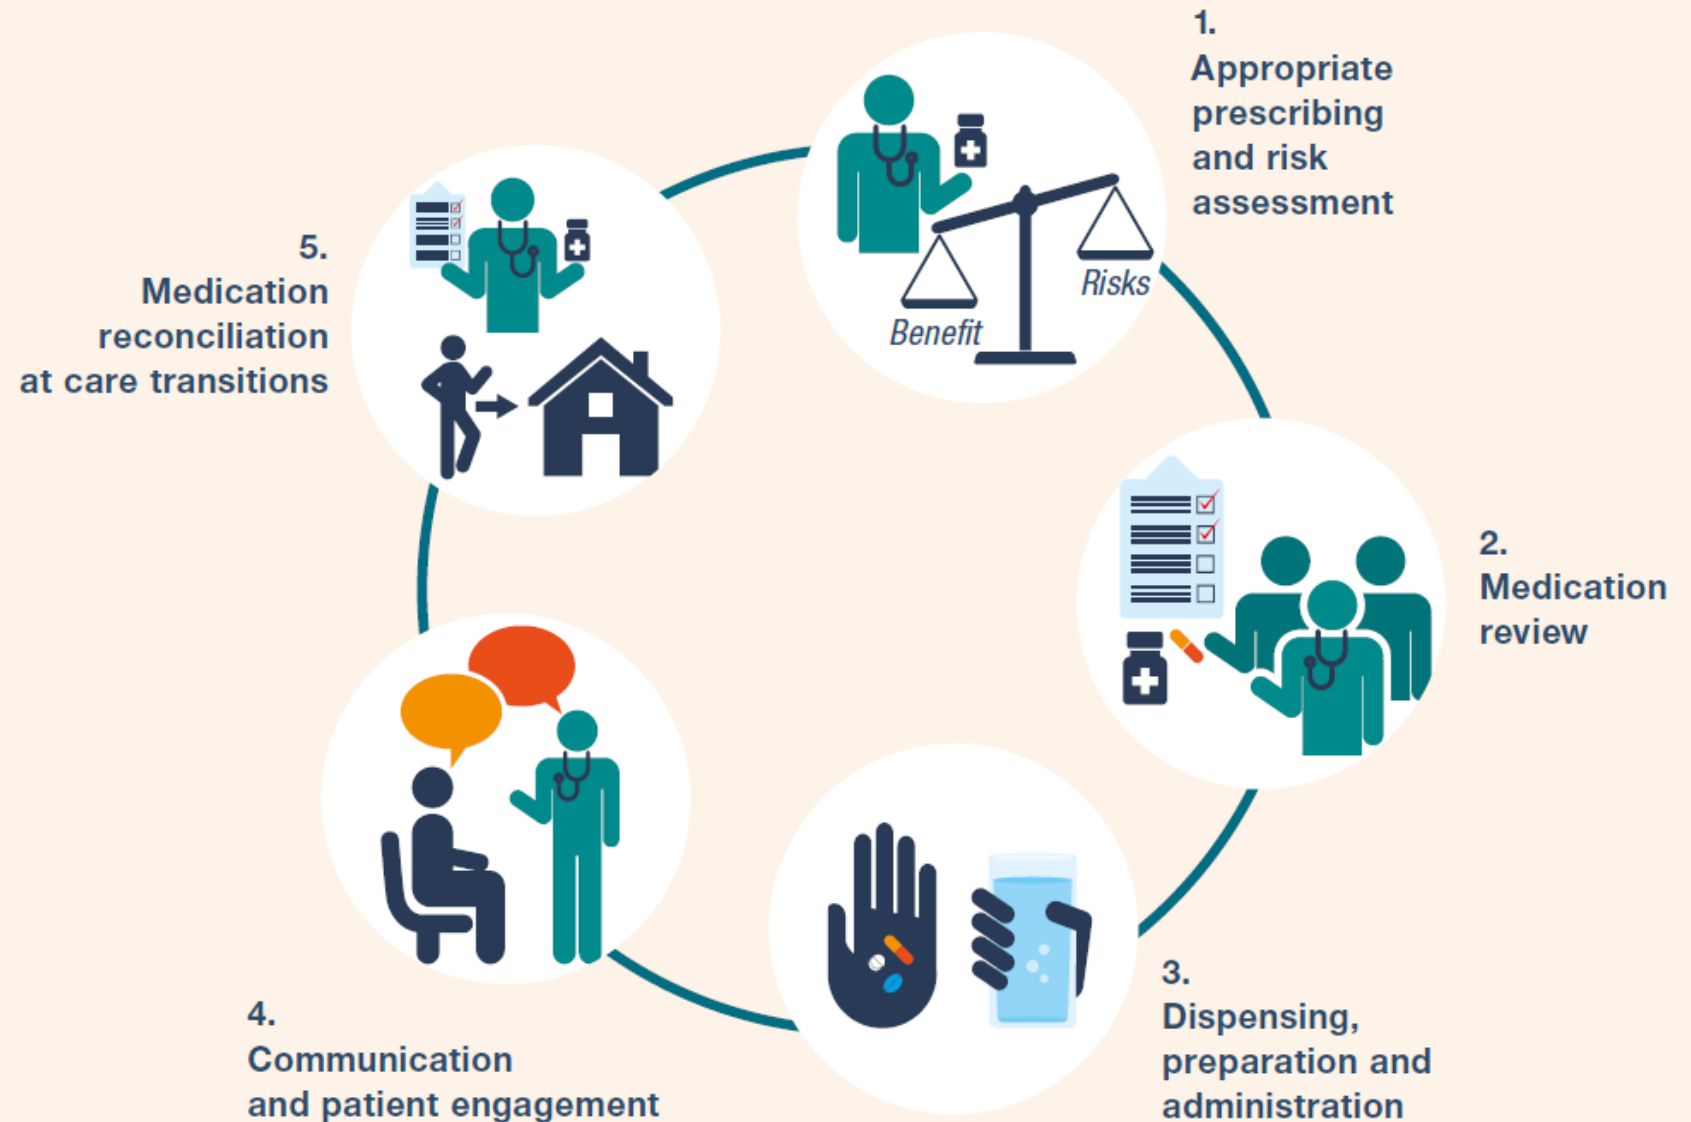 1.
Appropriate
prescribing
and risk
assessment
Benefit
Risks
2.
Medication
review
3.
Dispensing,
preparation and
administration
4.
Communication
and patient engagement
5.
Medication
reconciliation
at care transitions